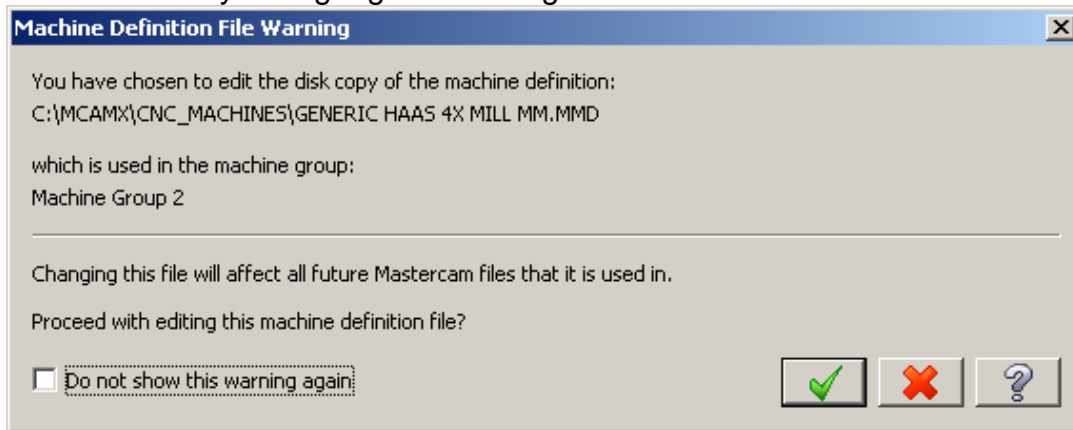 Machine Definition File Warning
You have chosen to edit the disk copy of the machine definition:
C:\MCAMX\CNC_MACHINES\GENERIC HAAS 4X MILL MM.MMD
which is used in the machine group:
Machine Group 2
Changing this file will affect all future Mastercam files that it is used in.
Proceed with editing this machine definition file?
Do not show this warning again